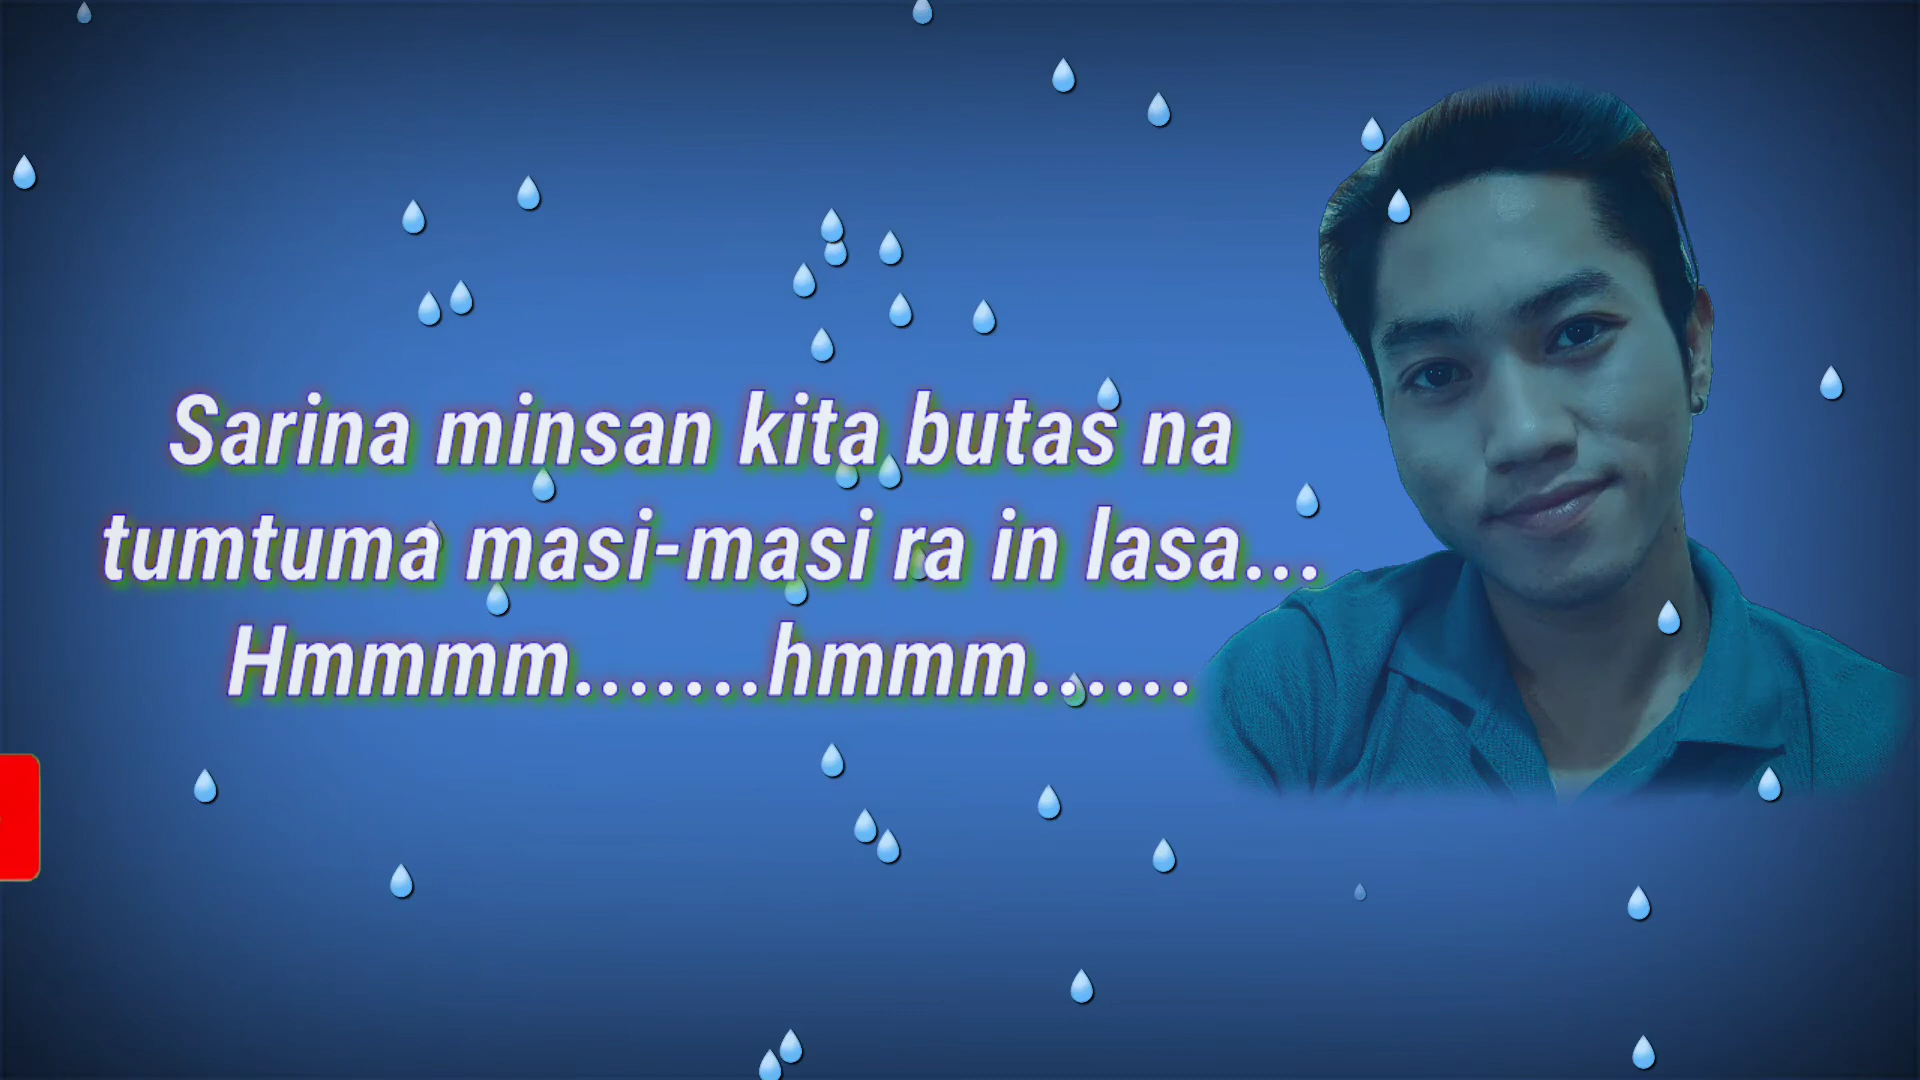 Sarina minsan kita butas na
tumtuma masi-masi ra in lasa...
Hmmmm.......hmmm......